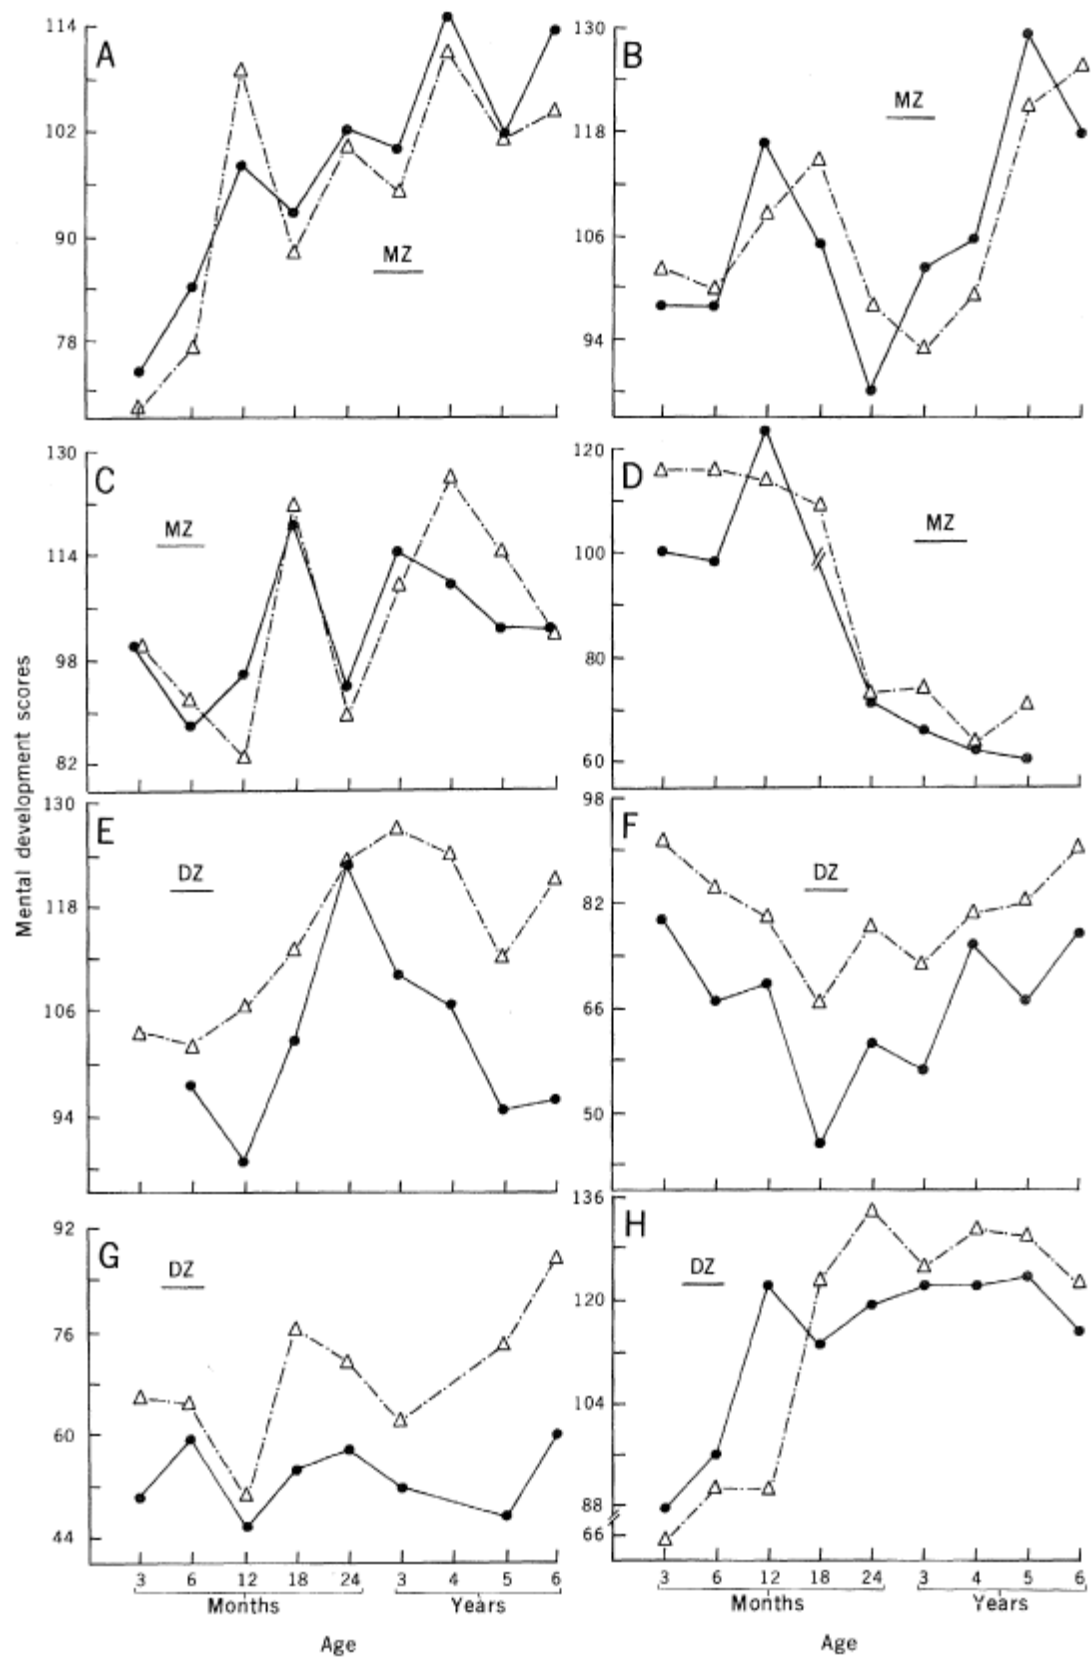 Mental development scores
A
MZ
114
102
90
78
B
MZ
130
118
106
94
C
MZ
130
114
98
82
D
MZ
120
100
80
60
E
DZ
130
118
106
94
F
DZ
98
82
66
50
G
DZ
92
76
60
44
3 6 12 18 24 3 4 5 6
Months Years
Age
H
DZ
136
120
104
88
66
3 6 12 18 24 3 4 5 6
Months Years
Age